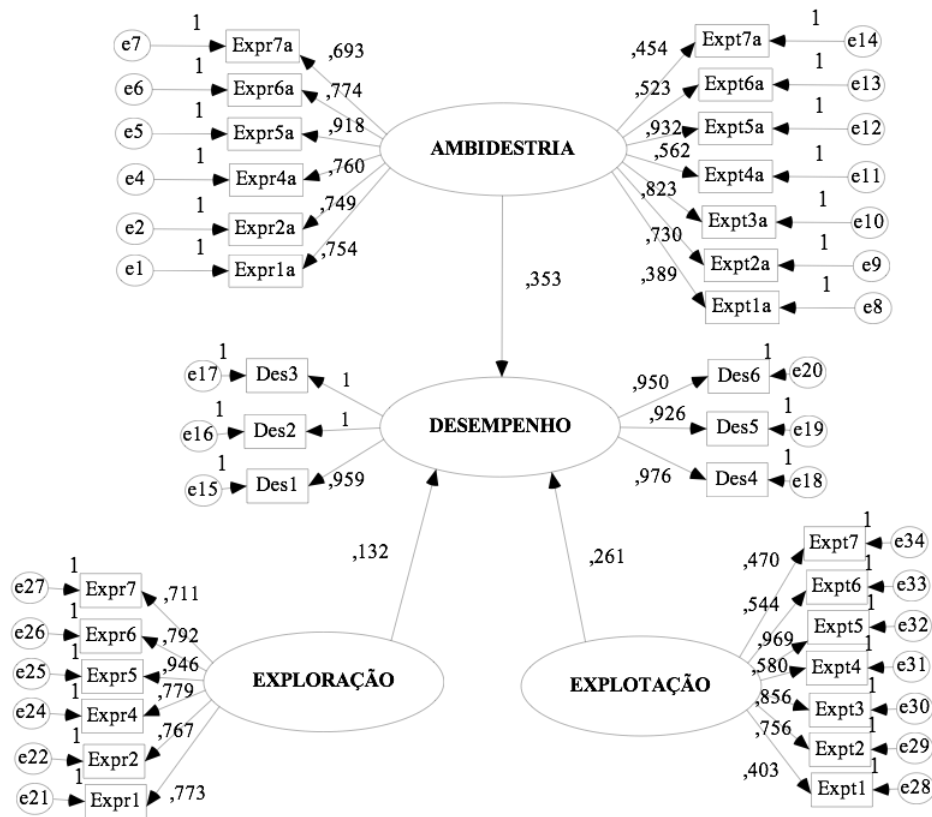 1
e7
Expr7a
,693
1
e6
Expr6a
,774
1
e5
Expr5a
,918
1
e4
Expr4a
,760
1
e2
Expr2a
,749
1
e1
Expr1a
,754
AMBIDESTRIA
,454
Expt7a
1
e14
,523
Expt6a
1
e13
,932
Expt5a
1
e12
,562
Expt4a
1
e11
,823
Expt3a
1
e10
,730
Expt2a
1
e9
,389
Expt1a
1
e8
,353
1
e17
Des3
1
1
e16
Des2
1
1
e15
Des1
,959
DESEMPENHO
,950
Des6
1
e20
,926
Des5
1
e19
,976
Des4
1
e18
,132
,261
1
e27
Expr7
,711
1
e26
Expr6
,792
1
e25
Expr5
,946
1
e24
Expr4
,779
1
e22
Expr2
,767
1
e21
Expr1
,773
EXPLORAÇÃO
EXPLOTAÇÃO
,470
Expt7
1
e34
,544
Expt6
1
e33
,969
Expt5
1
e32
,580
Expt4
1
e31
,856
Expt3
1
e30
,756
Expt2
1
e29
,403
Expt1
1
e28